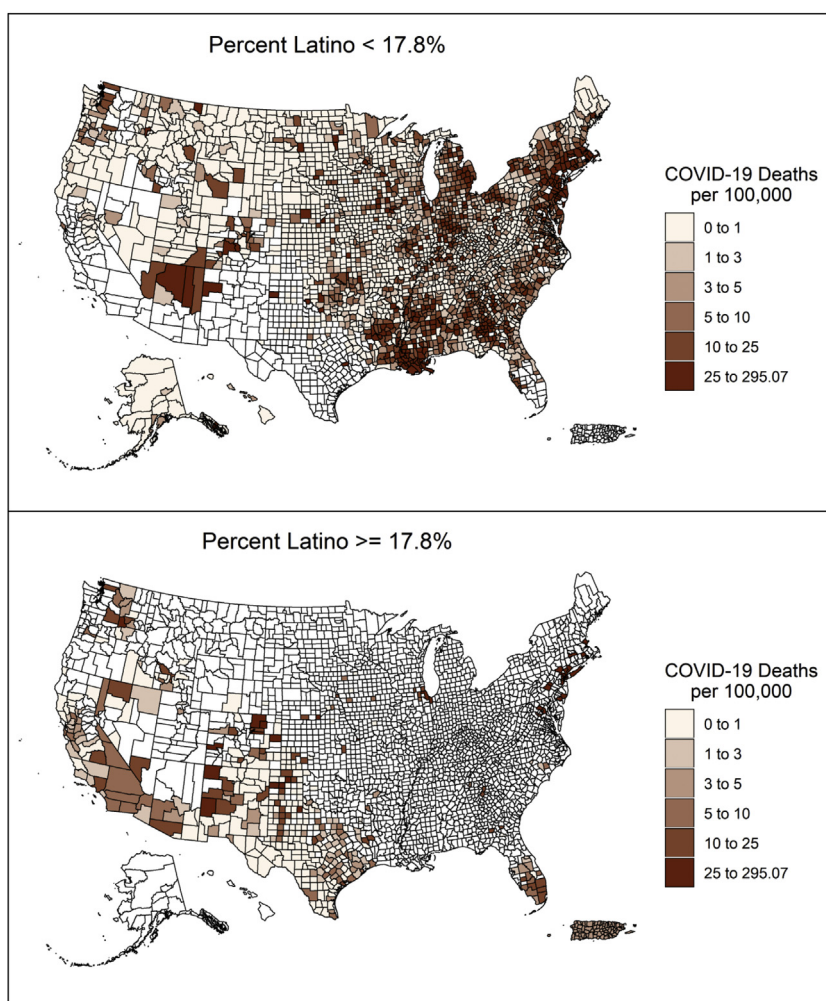 Percent Latino < 17.8%
COVID-19 Deaths
per 100,000
0 to 1
1 to 3
3 to 5
5 to 10
10 to 25
25 to 295.07
Percent Latino >= 17.8%
COVID-19 Deaths
per 100,000
0 to 1
1 to 3
3 to 5
5 to 10
10 to 25
25 to 295.07